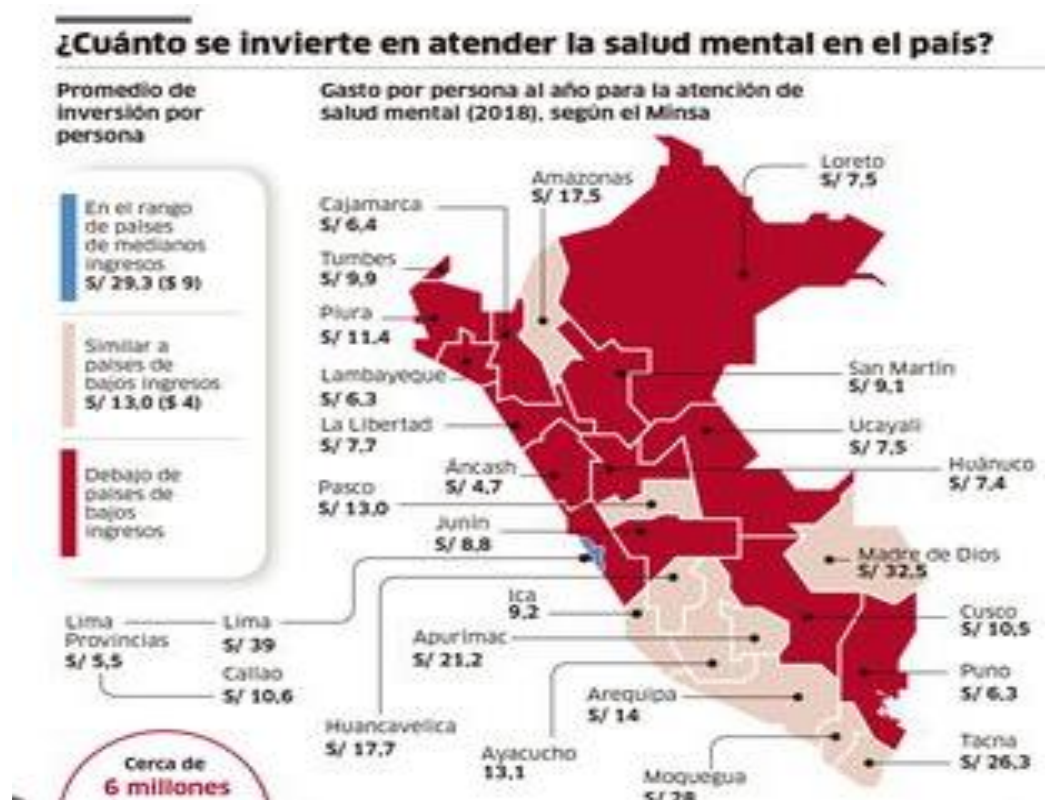 ¿Cuánto se invierte en atender la salud mental en el país?
Promedio de
inversión por
persona
En el rango
de países
de medianos
ingresos
S/ 29,3 ($ 9)
Similar a
países de
bajos ingresos
S/ 13,0 ($ 4)
Debajo de
países de
bajos
ingresos
Gasto por persona al año para la atención de
salud mental (2018), según el Minsa
Loreto
S/ 7,5
Amazonas
S/ 17,5
Cajamarca
S/ 6,4
Tumbes
S/ 9,9
Piura
S/ 11,4
Lambayeque
S/ 6,3
La Libertad
S/ 7,7
Áncash
S/ 4,7
Pasco
S/ 13,0
Junín
S/ 8,8
San Martín
S/ 9,1
Ucayali
S/ 7,5
Huánuco
S/ 7,4
Madre de Dios
S/ 32,5
Cusco
S/ 10,5
Puno
S/ 6,3
Tacna
S/ 26,3
Lima
Provincias
S/ 5,5
Lima
S/ 39
Callao
S/ 10,6
Ica
9,2
Apurímac
S/ 21,2
Arequipa
S/ 14
Huancavelica
S/ 17,7
Ayacucho
13,1
Moquegua
S/ 28
Cerca de
6 millones